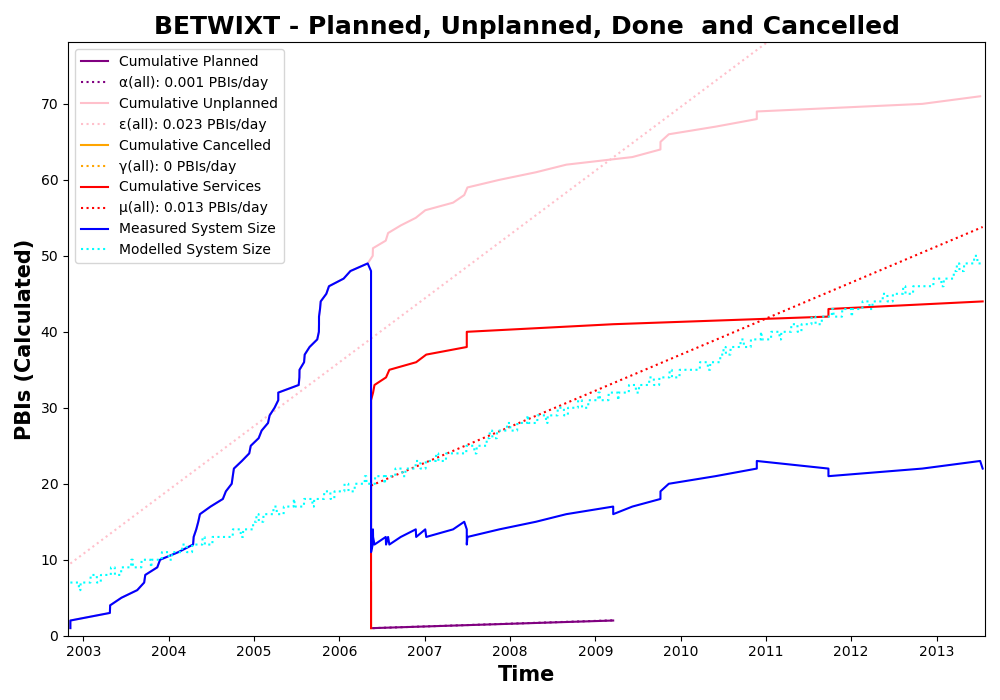 BETWIXT - Planned, Unplanned, Done  and Cancelled
Cumulative Planned
α(all): 0.001 PBIs/day
Cumulative Unplanned
ε(all): 0.023 PBIs/day
Cumulative Cancelled
γ(all): 0 PBIs/day
Cumulative Services
μ(all): 0.013 PBIs/day
Measured System Size
Modelled System Size
PBIs (Calculated)
70
60
50
40
30
20
10
0
2003 2004 2005 2006 2007 2008 2009 2010 2011 2012 2013
Time